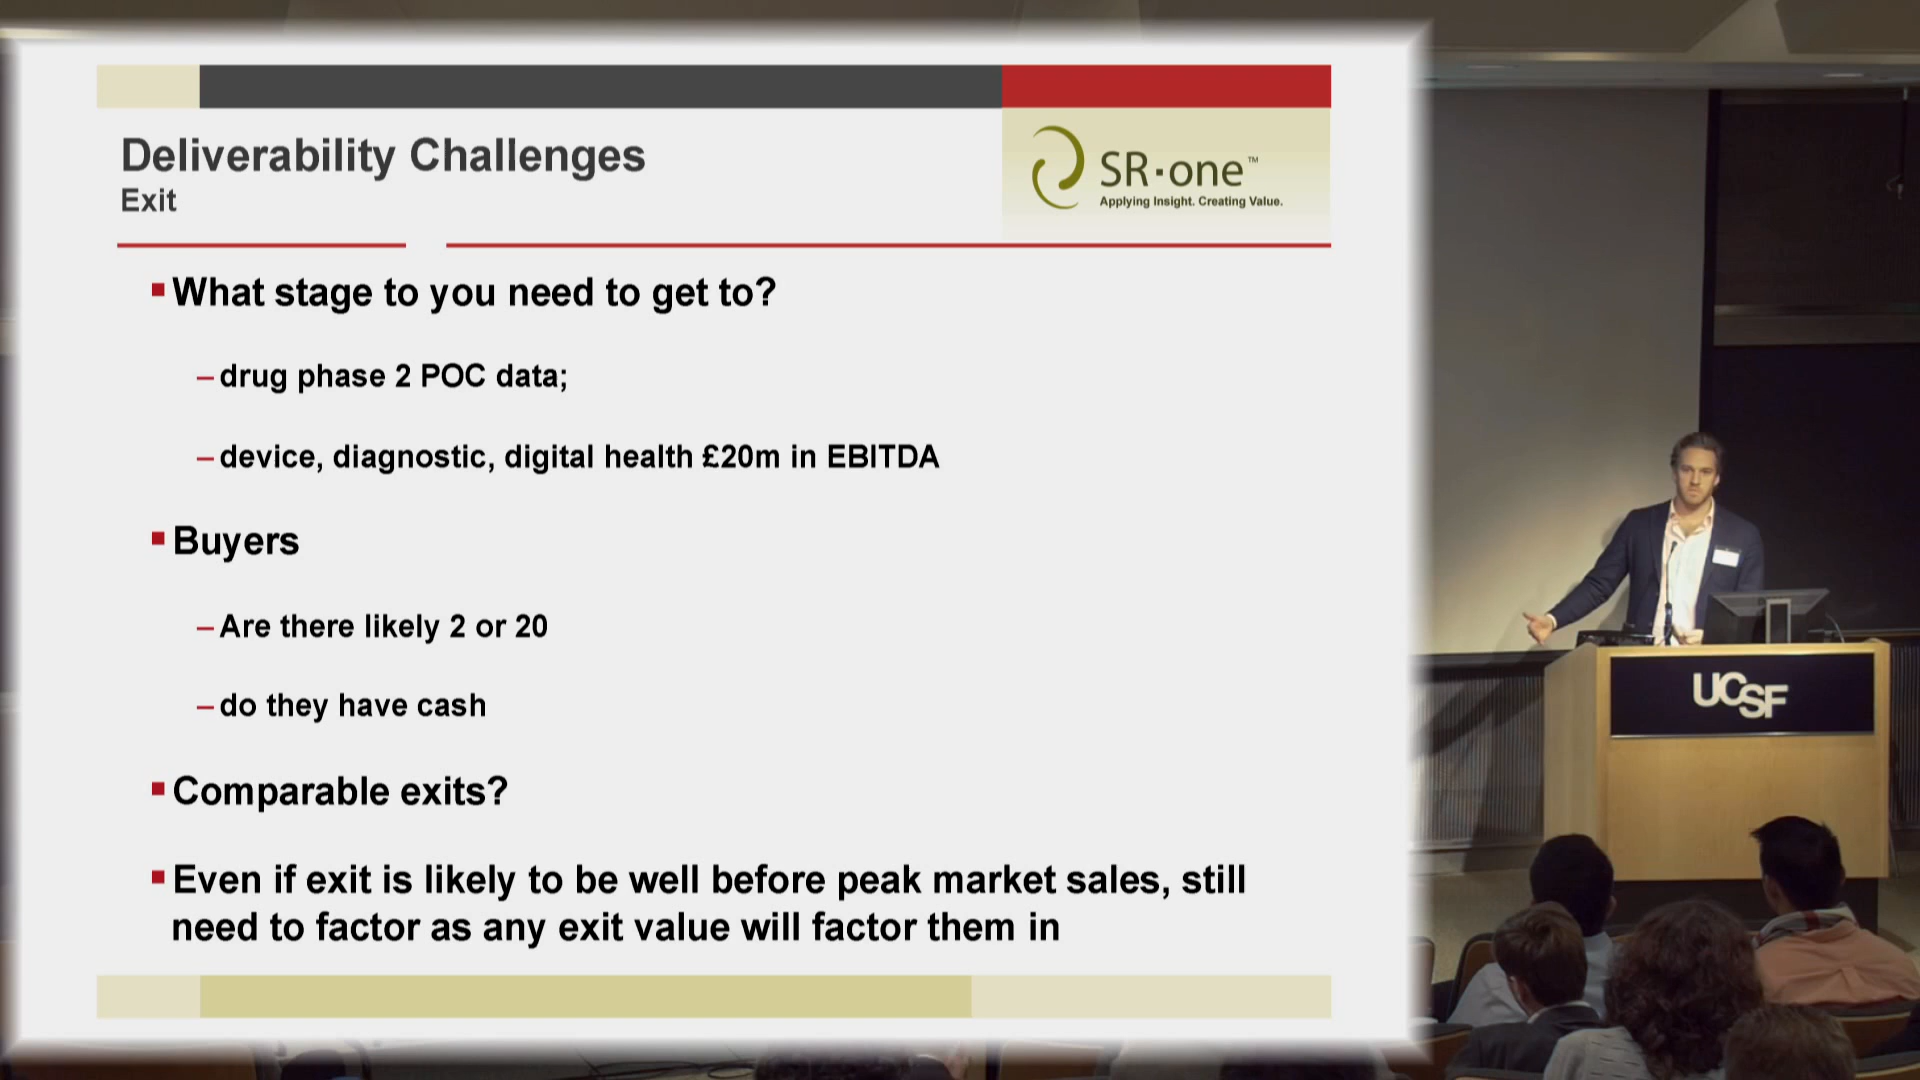 Deliverability Challenges
Exit
SR·one™
Applying Insight. Creating Value.
What stage to you need to get to?
–drug phase 2 POC data;
–device, diagnostic, digital health £20m in EBITDA
Buyers
–Are there likely 2 or 20
–do they have cash
Comparable exits?
Even if exit is likely to be well before peak market sales, still
need to factor as any exit value will factor them in
UCSF